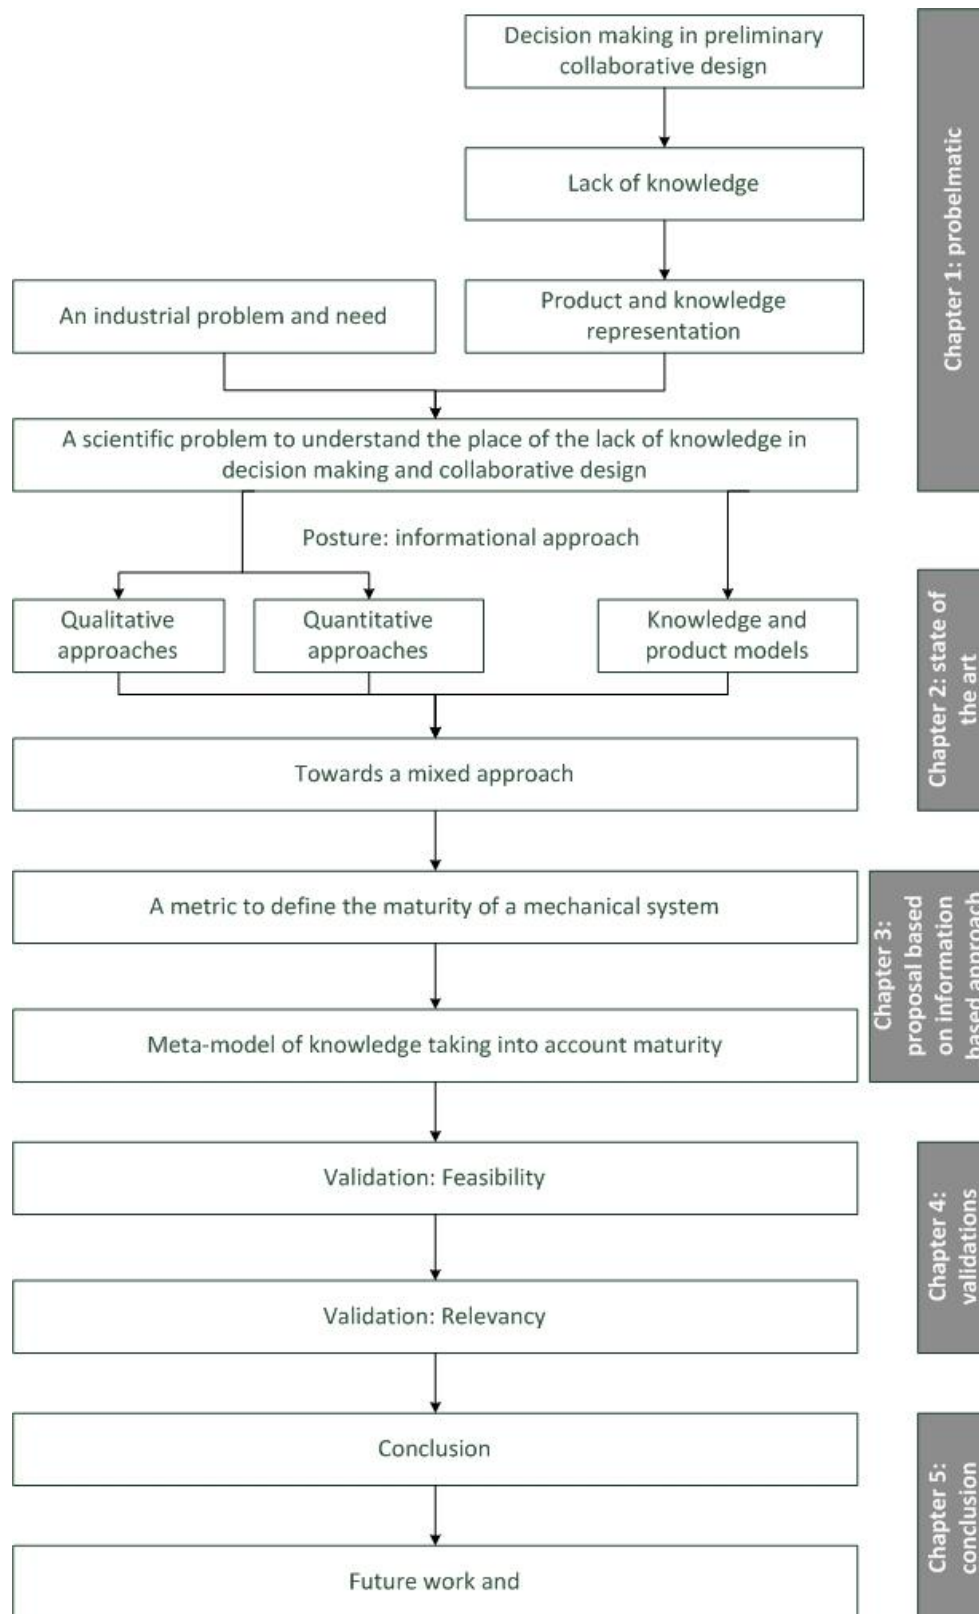 Decision making in preliminary
collaborative design
Lack of knowledge
An industrial problem and need
Product and knowledge
representation
A scientific problem to understand the place of the lack of knowledge in
decision making and collaborative design
Chapter 1: probelmatic
Posture: informational approach
Qualitative
approaches
Quantitative
approaches
Knowledge and
product models
Towards a mixed approach
Chapter 2: state of
the art
A metric to define the maturity of a mechanical system
Meta-model of knowledge taking into account maturity
Chapter 3:
proposal based
on information
based approach
Validation: Feasibility
Validation: Relevancy
Chapter 4:
validations
Conclusion
Future work and
Chapter 5:
conclusion